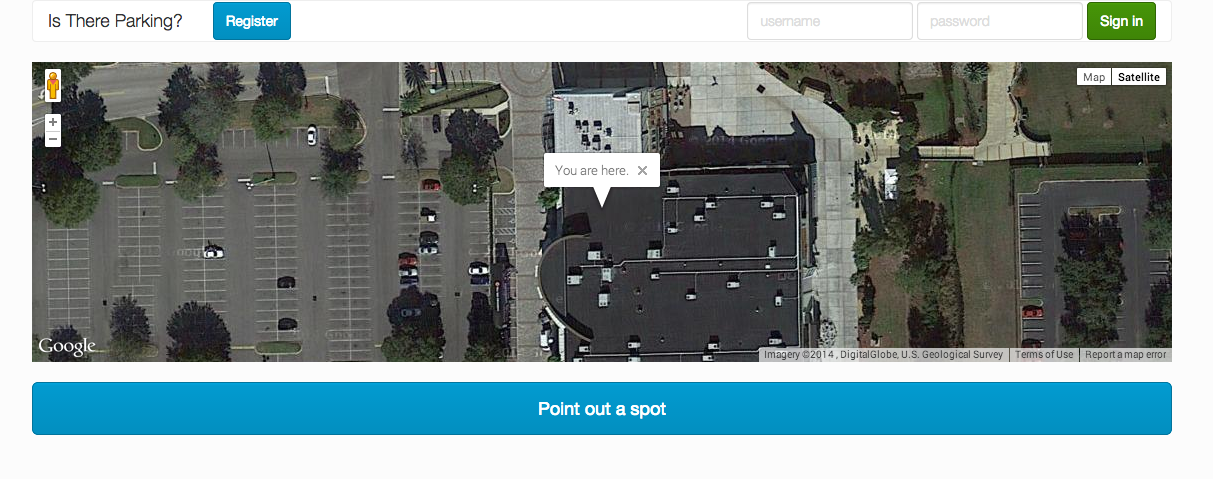 Is There Parking? Register username password Sign in
Map Satellite
+
−
You are here. ×
Google
Imagery ©2014 , DigitalGlobe, U.S. Geological Survey Terms of Use Report a map error
Point out a spot